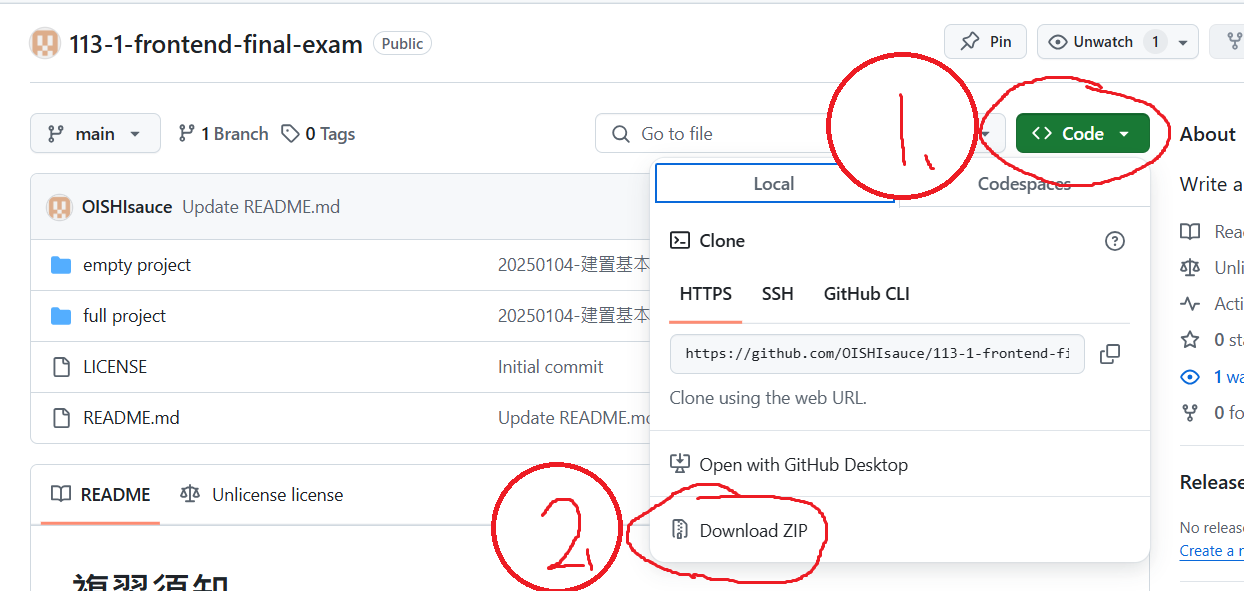 113-1-frontend-final-exam Public Pin Unwatch 1
main 1 Branch 0 Tags Go to file 1. Code About
Local Codespaces
Write a
OISHIsauce Update README.md
Clone
Rea
empty project 20250104-建置基本
Unli
full project 20250104-建置基本
HTTPS SSH GitHub CLI
Acti
LICENSE Initial commit
https://github.com/OISHIsauce/113-1-frontend-fi
0 sta
1 wa
README.md Update README.md
Clone using the web URL.
0 fo
Open with GitHub Desktop
README Unlicense license
Release
2.
Download ZIP
No release
Create a n
複習須知